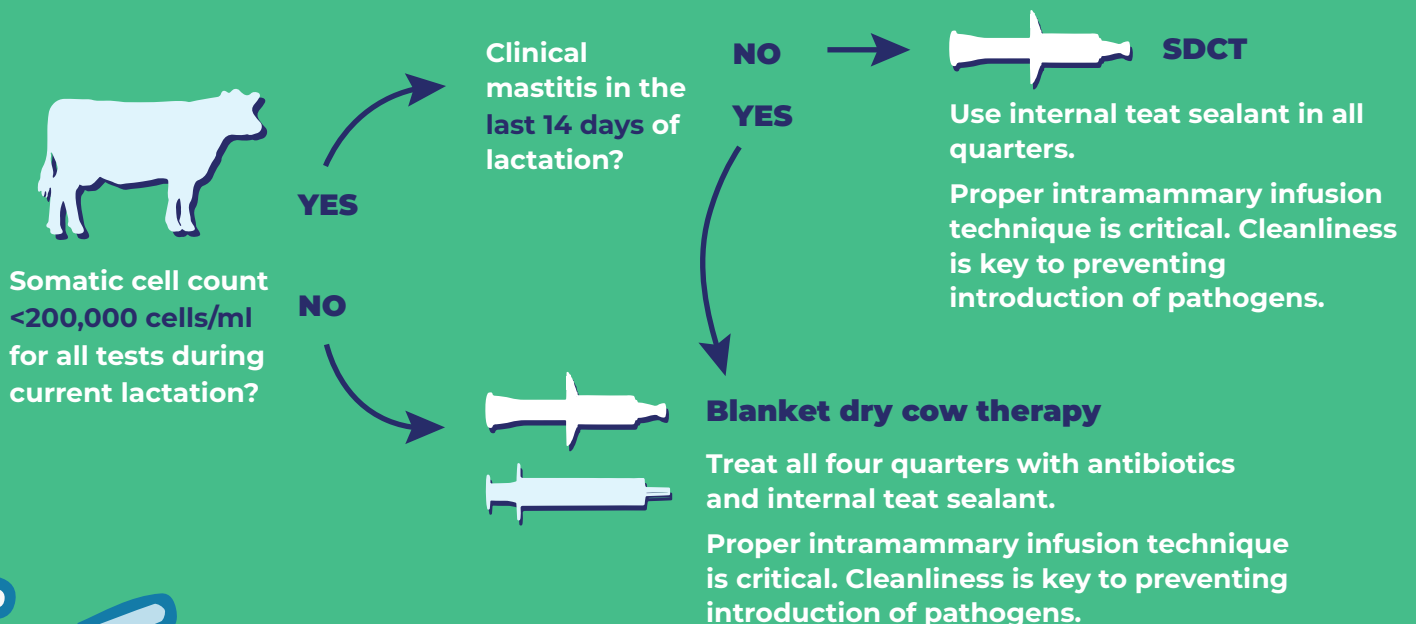 Somatic cell count
<200,000 cells/ml
for all tests during
current lactation?
YES
NO
Clinical
mastitis in the
last 14 days of
lactation?
NO
YES
SDCT
Use internal teat sealant in all
quarters.
Proper intramammary infusion
technique is critical. Cleanliness
is key to preventing
introduction of pathogens.
Blanket dry cow therapy
Treat all four quarters with antibiotics
and internal teat sealant.
Proper intramammary infusion technique
is critical. Cleanliness is key to preventing
introduction of pathogens.